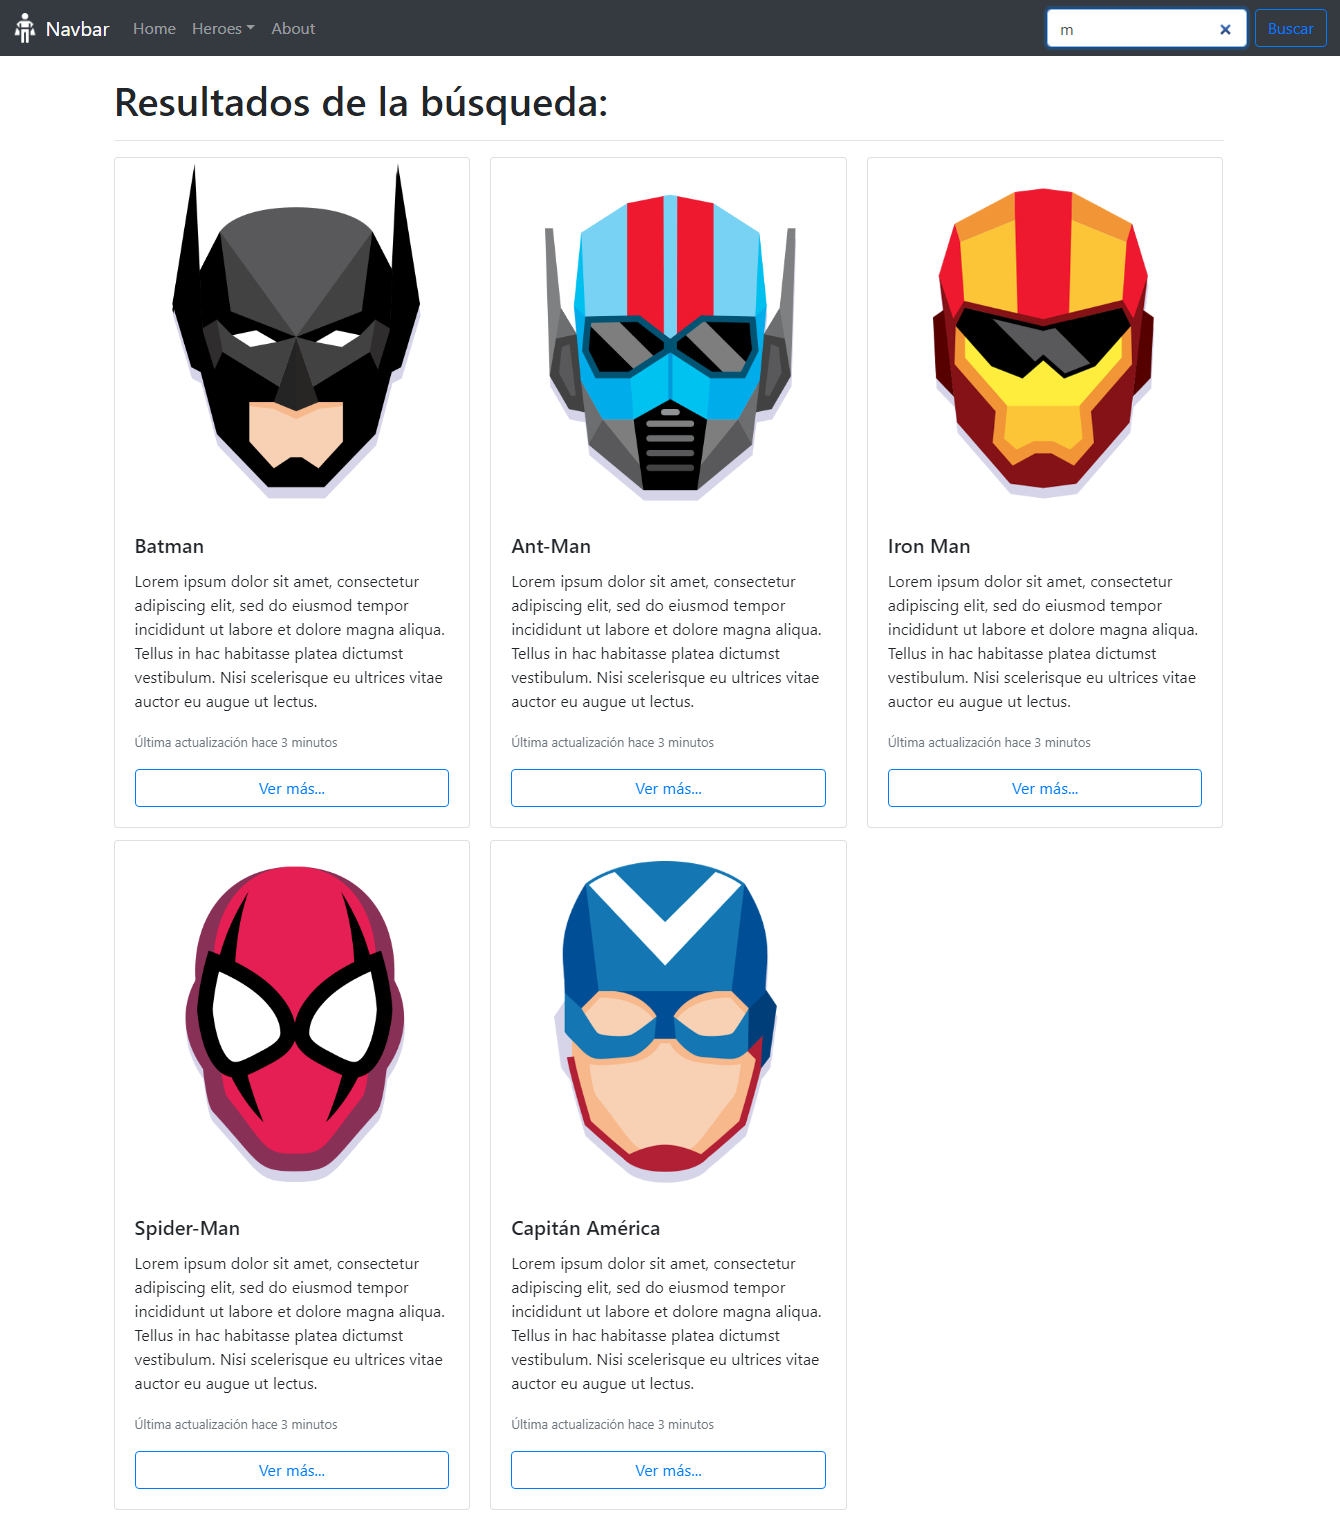 Navbar Home Heroes About m Buscar
Resultados de la búsqueda:
Batman
Lorem ipsum dolor sit amet, consectetur
adipiscing elit, sed do eiusmod tempor
incididunt ut labore et dolore magna aliqua.
Tellus in hac habitasse platea dictumst
vestibulum. Nisi scelerisque eu ultrices vitae
auctor eu augue ut lectus.
Última actualización hace 3 minutos
Ver más...
Ant-Man
Lorem ipsum dolor sit amet, consectetur
adipiscing elit, sed do eiusmod tempor
incididunt ut labore et dolore magna aliqua.
Tellus in hac habitasse platea dictumst
vestibulum. Nisi scelerisque eu ultrices vitae
auctor eu augue ut lectus.
Última actualización hace 3 minutos
Ver más...
Iron Man
Lorem ipsum dolor sit amet, consectetur
adipiscing elit, sed do eiusmod tempor
incididunt ut labore et dolore magna aliqua.
Tellus in hac habitasse platea dictumst
vestibulum. Nisi scelerisque eu ultrices vitae
auctor eu augue ut lectus.
Última actualización hace 3 minutos
Ver más...
Spider-Man
Lorem ipsum dolor sit amet, consectetur
adipiscing elit, sed do eiusmod tempor
incididunt ut labore et dolore magna aliqua.
Tellus in hac habitasse platea dictumst
vestibulum. Nisi scelerisque eu ultrices vitae
auctor eu augue ut lectus.
Última actualización hace 3 minutos
Ver más...
Capitán América
Lorem ipsum dolor sit amet, consectetur
adipiscing elit, sed do eiusmod tempor
incididunt ut labore et dolore magna aliqua.
Tellus in hac habitasse platea dictumst
vestibulum. Nisi scelerisque eu ultrices vitae
auctor eu augue ut lectus.
Última actualización hace 3 minutos
Ver más...